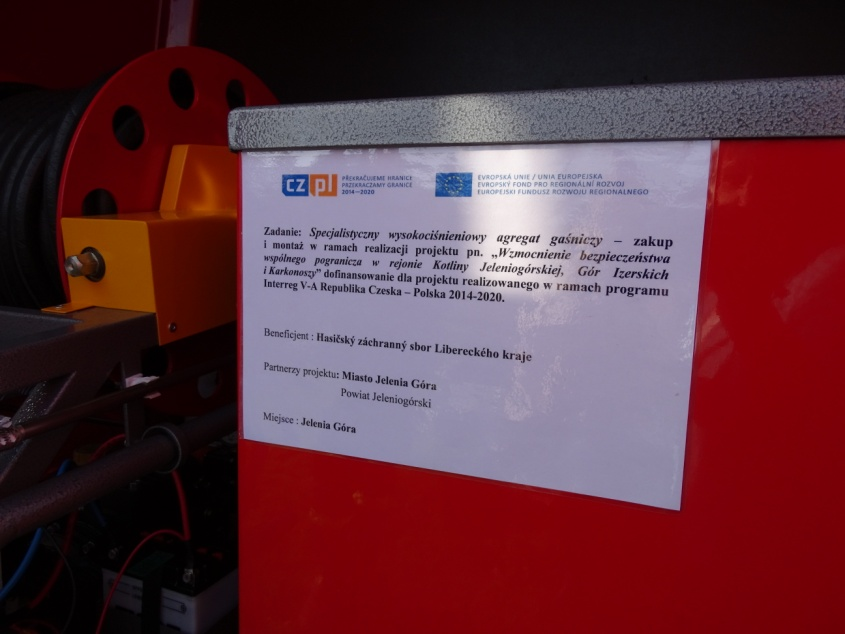 cz pl
PŘEKRAČUJEME HRANICE
PRZEKRACZAMY GRANICE
2014—2020
EVROPSKÁ UNIE / UNIA EUROPEJSKA
EVROPSKÝ FOND PRO REGIONÁLNÍ ROZVOJ
EUROPEJSKI FUNDUSZ ROZWOJU REGIONALNEGO
Zadanie: Specjalistyczny wysokociśnieniowy agregat gaśniczy – zakup
i montaż w ramach realizacji projektu pn. „Wzmocnienie bezpieczeństwa
wspólnego pogranicza w rejonie Kotliny Jeleniogórskiej, Gór Izerskich
i Karkonoszy” dofinansowanie dla projektu realizowanego w ramach programu
Interreg V-A Republika Czeska – Polska 2014-2020.
Beneficjent : Hasičský záchranný sbor Libereckého kraje
Partnerzy projektu: Miasto Jelenia Góra
Powiat Jeleniogórski
Miejsce : Jelenia Góra